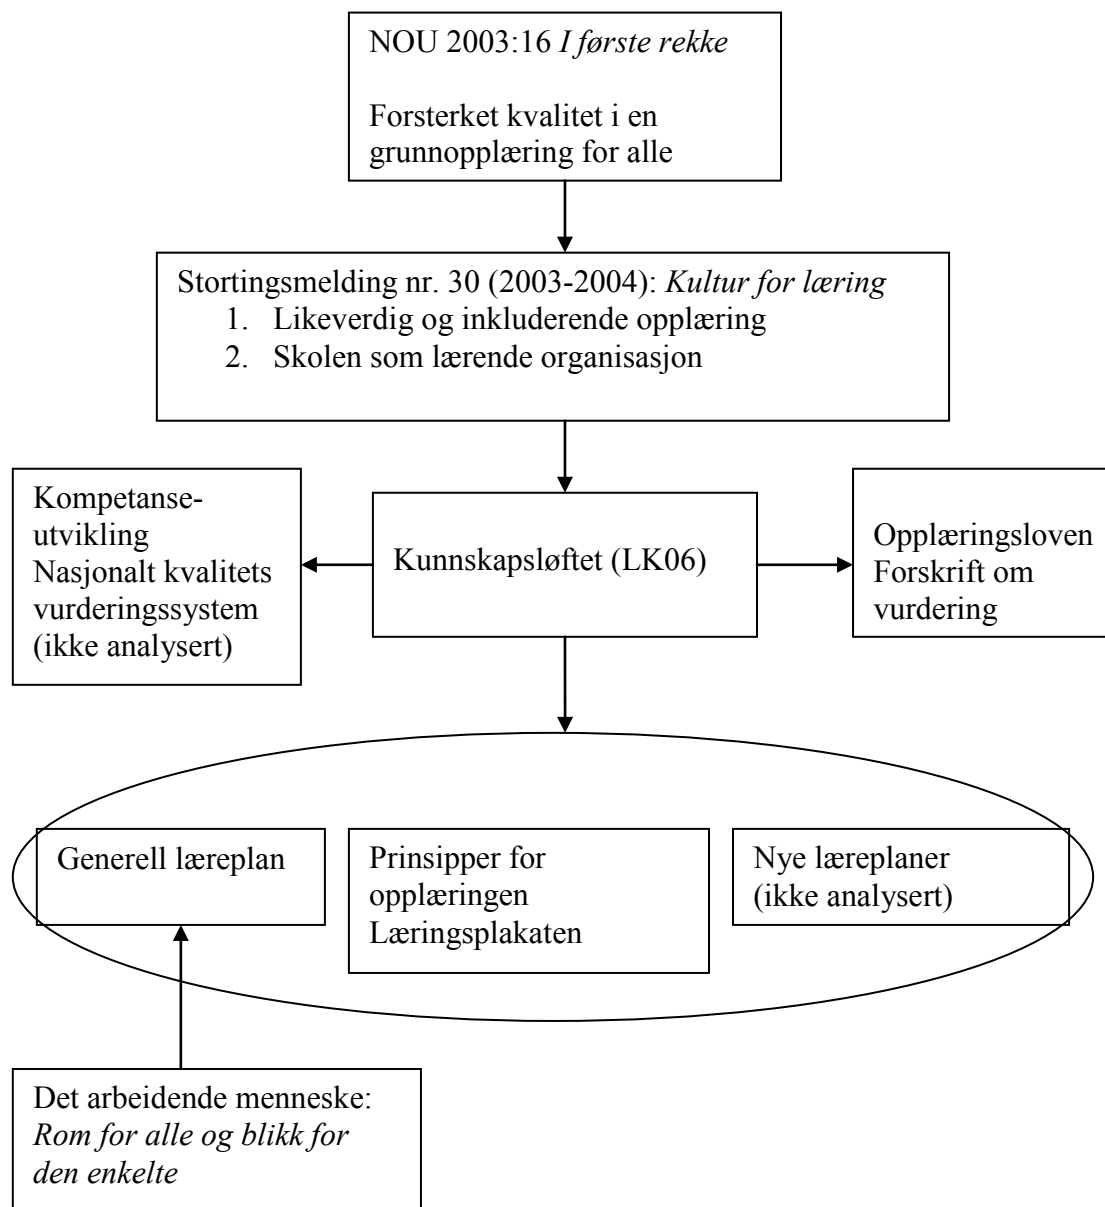 NOU 2003:16 I første rekke
Forsterket kvalitet i en
grunnopplæring for alle
Stortingsmelding nr. 30 (2003-2004): Kultur for læring
1. Likeverdig og inkluderende opplæring
2. Skolen som lærende organisasjon
Kompetanse-
utvikling
Nasjonalt kvalitets
vurderingssystem
(ikke analysert)
Kunnskapsløftet (LK06)
Opplæringsloven
Forskrift om
vurdering
Generell læreplan
Prinsipper for
opplæringen
Læringsplakaten
Nye læreplaner
(ikke analysert)
Det arbeidende menneske:
Rom for alle og blikk for
den enkelte